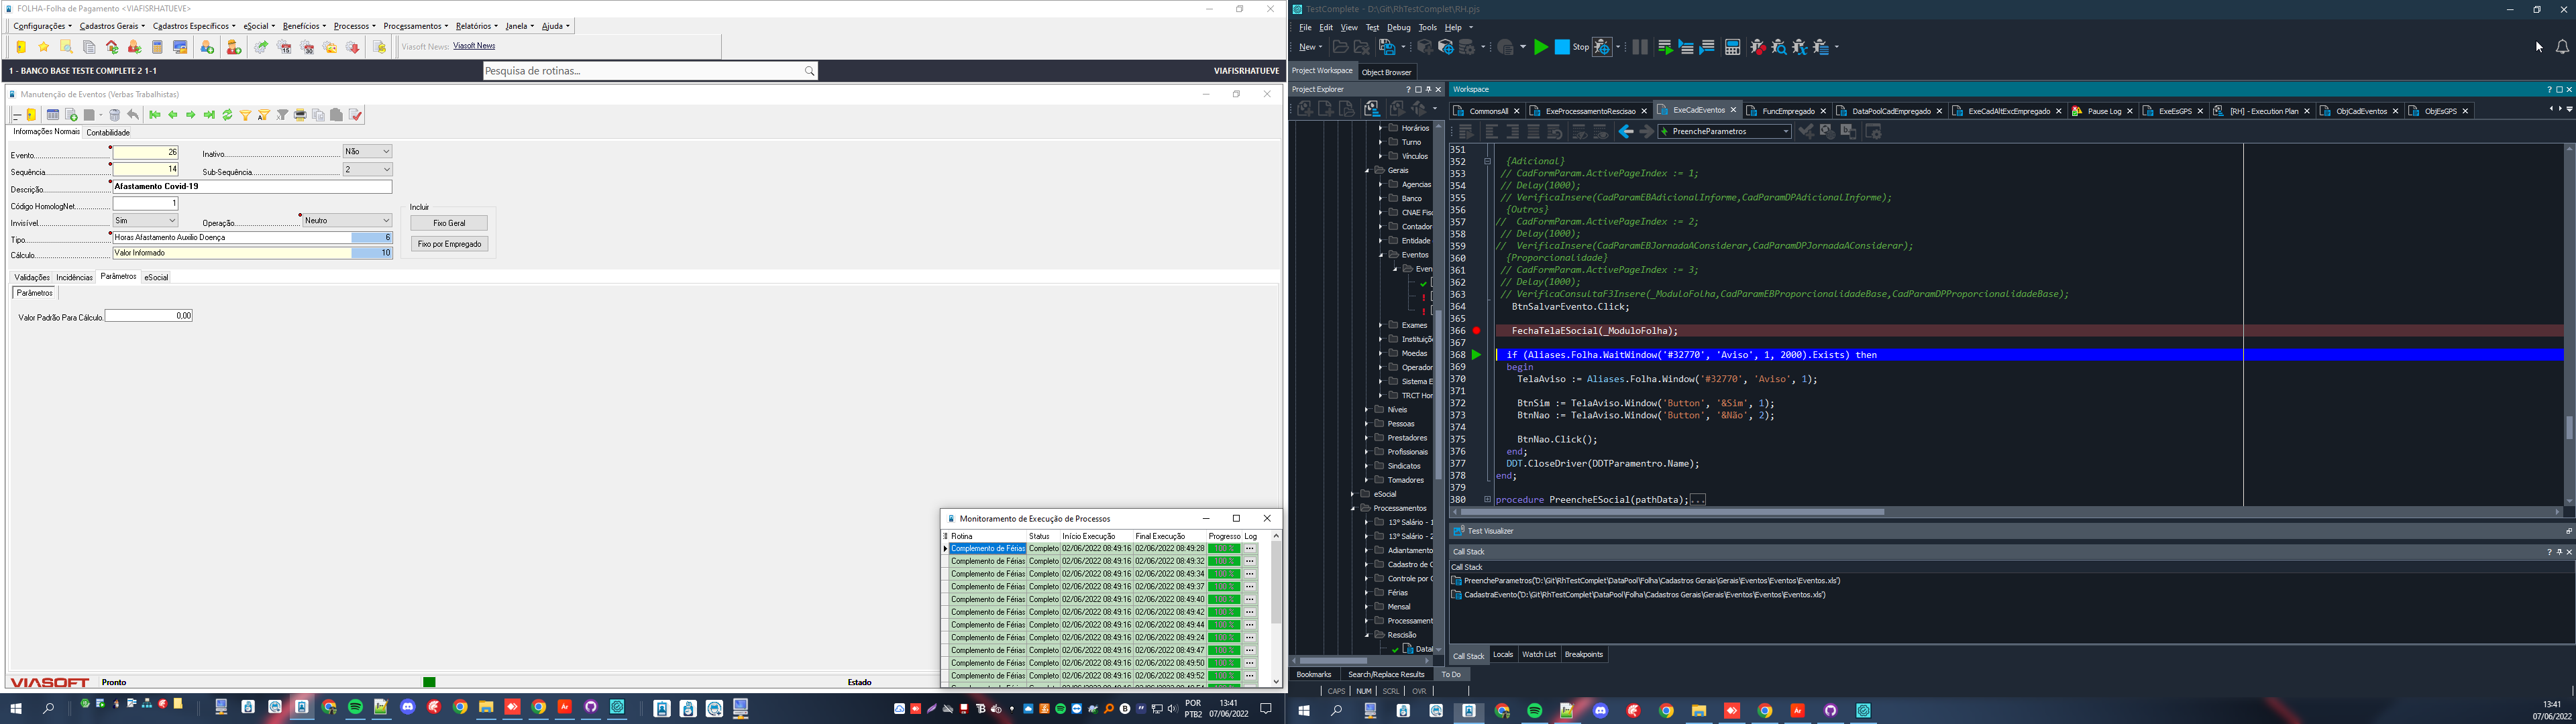 FOLHA-Folha de Pagamento <VIAFISRHATUEVE>
Configurações Cadastros Gerais Cadastros Específicos eSocial Benefícios Processos Processamentos Relatórios Janela Ajuda
Viasoft News: Viasoft News
1 - BANCO BASE TESTE COMPLETE 2 1-1
Pesquisa de rotinas...
VIAFISRHATUEVE
Manutenção de Eventos (Verbas Trabalhistas)
Informações Normais Contabilidade
Evento 26 Inativo Não
Sequência 14 Sub-Sequência 2
Descrição Afastamento Covid-19
Código HomologNet 1
Invisível Sim Operação Neutro
Tipo Horas Afastamento Auxílio Doença 6
Cálculo Valor Informado 10
Incluir
Fixo Geral
Fixo por Empregado
Validações Incidências Parâmetros eSocial
Parâmetros
Valor Padrão Para Cálculo 0,00
Monitoramento de Execução de Processos
Rotina Status Início Execução Final Execução Progresso Log
Complemento de Férias Completo 02/06/2022 08:49:16 02/06/2022 08:49:28 100 % ...
Complemento de Férias Completo 02/06/2022 08:49:16 02/06/2022 08:49:32 100 % ...
Complemento de Férias Completo 02/06/2022 08:49:16 02/06/2022 08:49:34 100 % ...
Complemento de Férias Completo 02/06/2022 08:49:16 02/06/2022 08:49:37 100 % ...
Complemento de Férias Completo 02/06/2022 08:49:16 02/06/2022 08:49:40 100 % ...
Complemento de Férias Completo 02/06/2022 08:49:16 02/06/2022 08:49:42 100 % ...
Complemento de Férias Completo 02/06/2022 08:49:16 02/06/2022 08:49:44 100 % ...
Complemento de Férias Completo 02/06/2022 08:49:16 02/06/2022 08:49:24 100 % ...
Complemento de Férias Completo 02/06/2022 08:49:16 02/06/2022 08:49:47 100 % ...
Complemento de Férias Completo 02/06/2022 08:49:16 02/06/2022 08:49:50 100 % ...
Complemento de Férias Completo 02/06/2022 08:49:16 02/06/2022 08:49:52 100 % ...
VIASOFT Pronto Estado
POR
PTB2
13:41
07/06/2022
TestComplete - D:\Git\RhTestComplet\RH.pjs
File Edit View Test Debug Tools Help
New Stop
Project Workspace Object Browser
Project Explorer
Horários
Turno
Vínculos
Gerais
Agencias
Banco
CNAE Fisc
Contador
Entidade
Eventos
Even
Exames
Instituiçõ
Moedas
Operador
Sistema E
TRCT Hor
Níveis
Pessoas
Prestadores
Profissionais
Sindicatos
Tomadores
eSocial
Processamentos
13º Salário - 1
13º Salário - 2
Adiantamento
Cadastro de C
Controle por C
Férias
Mensal
Processament
Rescisão
Datal
Bookmarks Search/Replace Results To Do
Workspace
CommonsAll ExeProcessamentoRescisao ExeCadEventos FuncEmpregado DataPoolCadEmpregado ExeCadAltExcEmpregado Pause Log ExeEsGPS [RH] - Execution Plan ObjCadEventos ObjEsGPS
PreencheParametros
351
352 {Adicional}
353 // CadFormParam.ActivePageIndex := 1;
354 // Delay(1000);
355 // VerificaInsere(CadParamEBAdicionalInforme,CadParamDPAdicionalInforme);
356 {Outros}
357 // CadFormParam.ActivePageIndex := 2;
358 // Delay(1000);
359 // VerificaInsere(CadParamEBJornadaAConsiderar,CadParamDPJornadaAConsiderar);
360 {Proporcionalidade}
361 // CadFormParam.ActivePageIndex := 3;
362 // Delay(1000);
363 // VerificaConsultaF3Insere(_ModuloFolha,CadParamEBProporcionalidadeBase,CadParamDPProporcionalidadeBase);
364 BtnSalvarEvento.Click;
365
366 FechaTelaESocial(_ModuloFolha);
367
368 if (Aliases.Folha.WaitWindow('#32770', 'Aviso', 1, 2000).Exists) then
369 begin
370 TelaAviso := Aliases.Folha.Window('#32770', 'Aviso', 1);
371
372 BtnSim := TelaAviso.Window('Button', '&Sim', 1);
373 BtnNao := TelaAviso.Window('Button', '&Não', 2);
374
375 BtnNao.Click();
376 end;
377 DDT.CloseDriver(DDTParamentro.Name);
378 end;
379
380 procedure PreencheESocial(pathData);...
Test Visualizer
Call Stack
Call Stack
PreencheParametros('D:\Git\RhTestComplet\DataPool\Folha\Cadastros Gerais\Gerais\Eventos\Eventos\Eventos.xls')
CadastraEvento('D:\Git\RhTestComplet\DataPool\Folha\Cadastros Gerais\Gerais\Eventos\Eventos\Eventos.xls')
Call Stack Locals Watch List Breakpoints
CAPS NUM SCRL OVR
13:41
07/06/2022